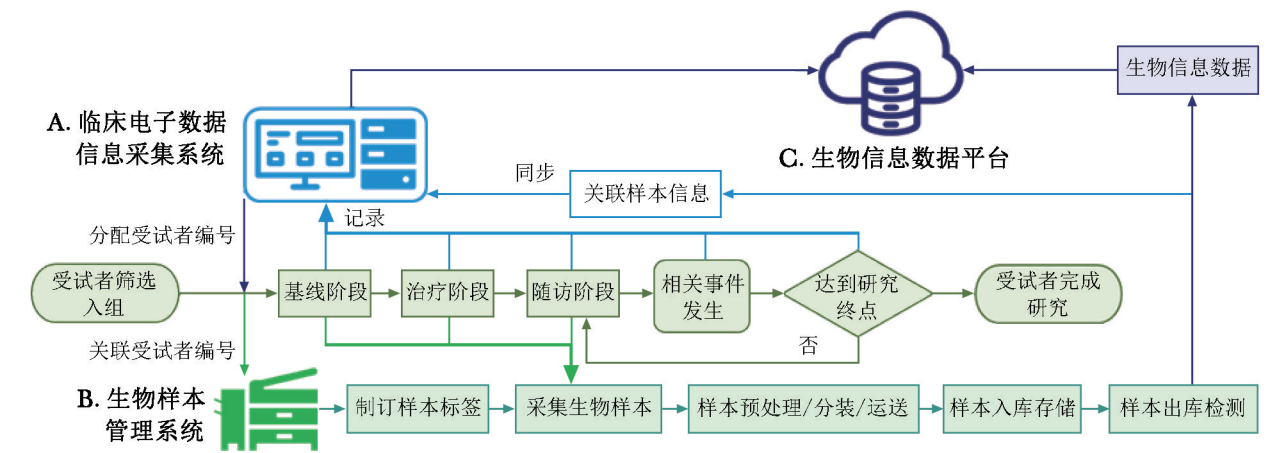 生物信息数据
A. 临床电子数据
信息采集系统
C. 生物信息数据平台
同步
关联样本信息
记录
分配受试者编号
受试者筛选
入组
基线阶段
治疗阶段
随访阶段
相关事件
发生
达到研究
终点
受试者完成
研究
否
关联受试者编号
B. 生物样本
管理系统
制订样本标签
采集生物样本
样本预处理/分装/运送
样本入库存储
样本出库检测